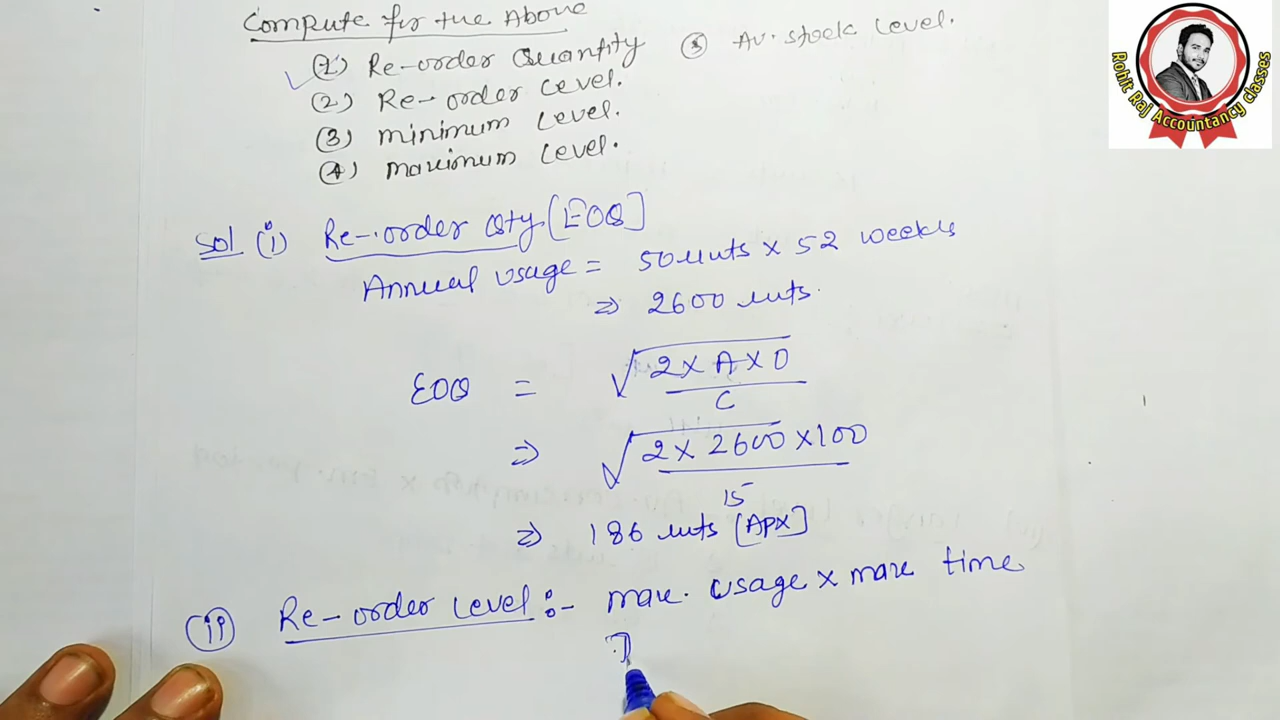 Compute for the Above
(1) Re-order Quantity (5) Av. stock Level.
(2) Re-order Level.
(3) minimum Level.
(4) maximum Level.
Sol (i) Re-order Qty. [EOQ]
Annual usage = 50 units x 52 weeks
⇒ 2600 units.
EOQ = √2 x A x O
C
⇒ √2 x 2600 x 100
15
⇒ 186 units [APX]
(ii) Re-order Level :- max. usage x max time
Rohit Raj Accountancy classes